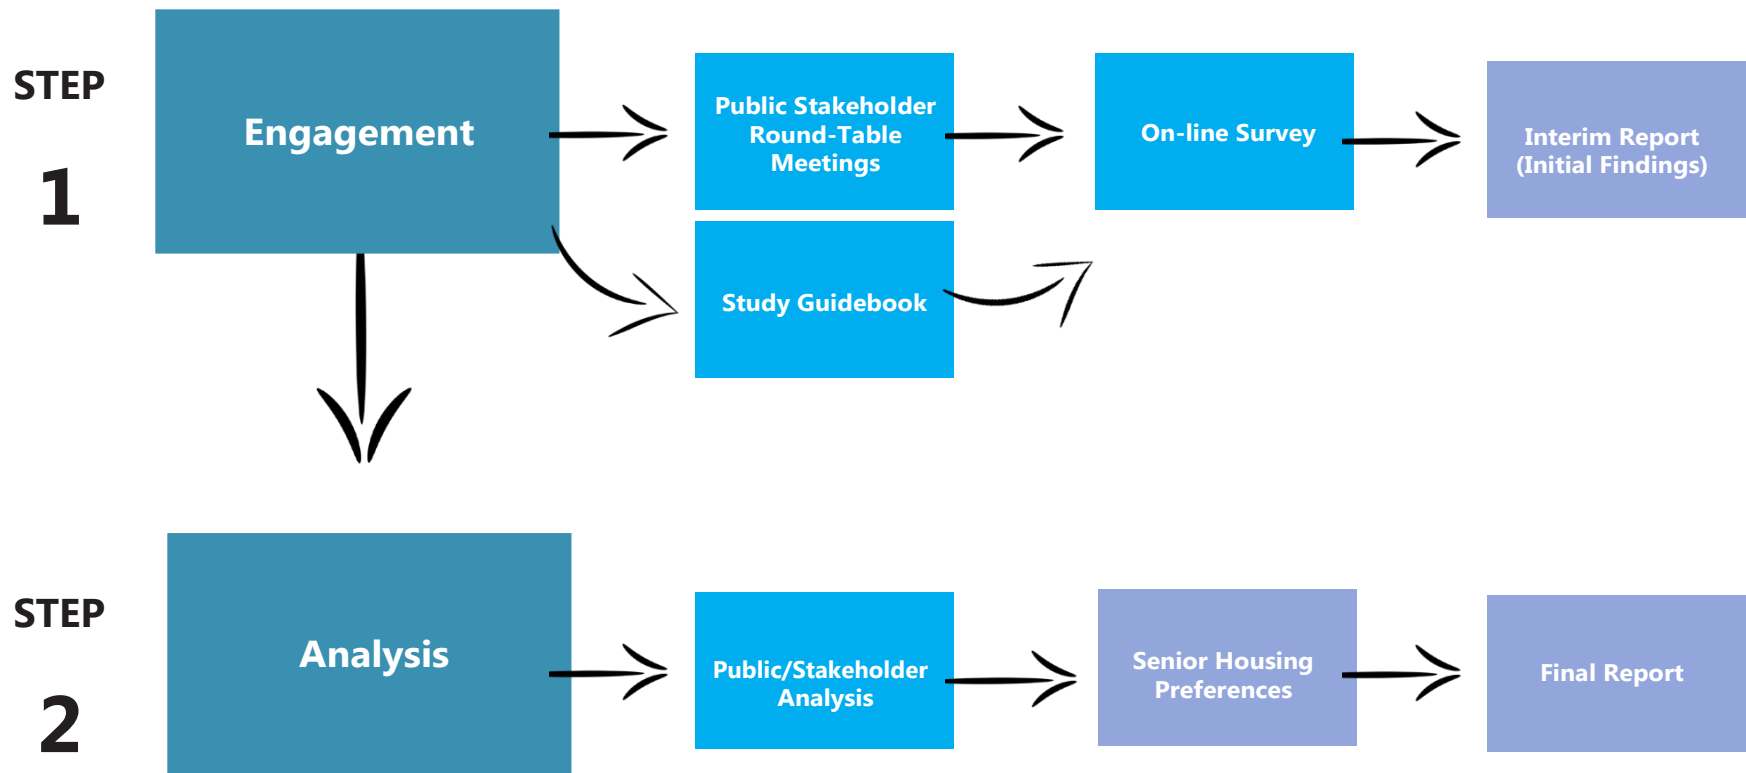 STEP
1
Engagement
Public Stakeholder
Round-Table
Meetings
On-line Survey
Interim Report
(Initial Findings)
Study Guidebook
STEP
2
Analysis
Public/Stakeholder
Analysis
Senior Housing
Preferences
Final Report